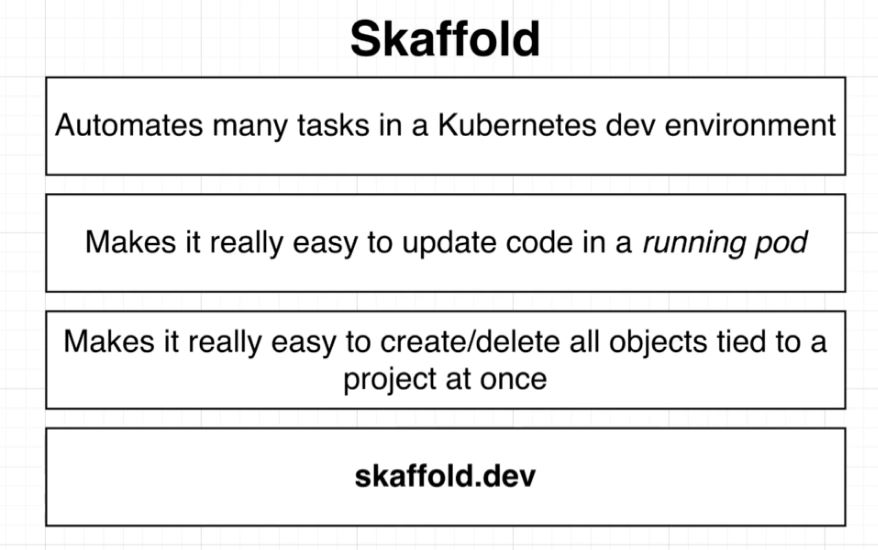 Skaffold
Automates many tasks in a Kubernetes dev environment
Makes it really easy to update code in a running pod
Makes it really easy to create/delete all objects tied to a
project at once
skaffold.dev